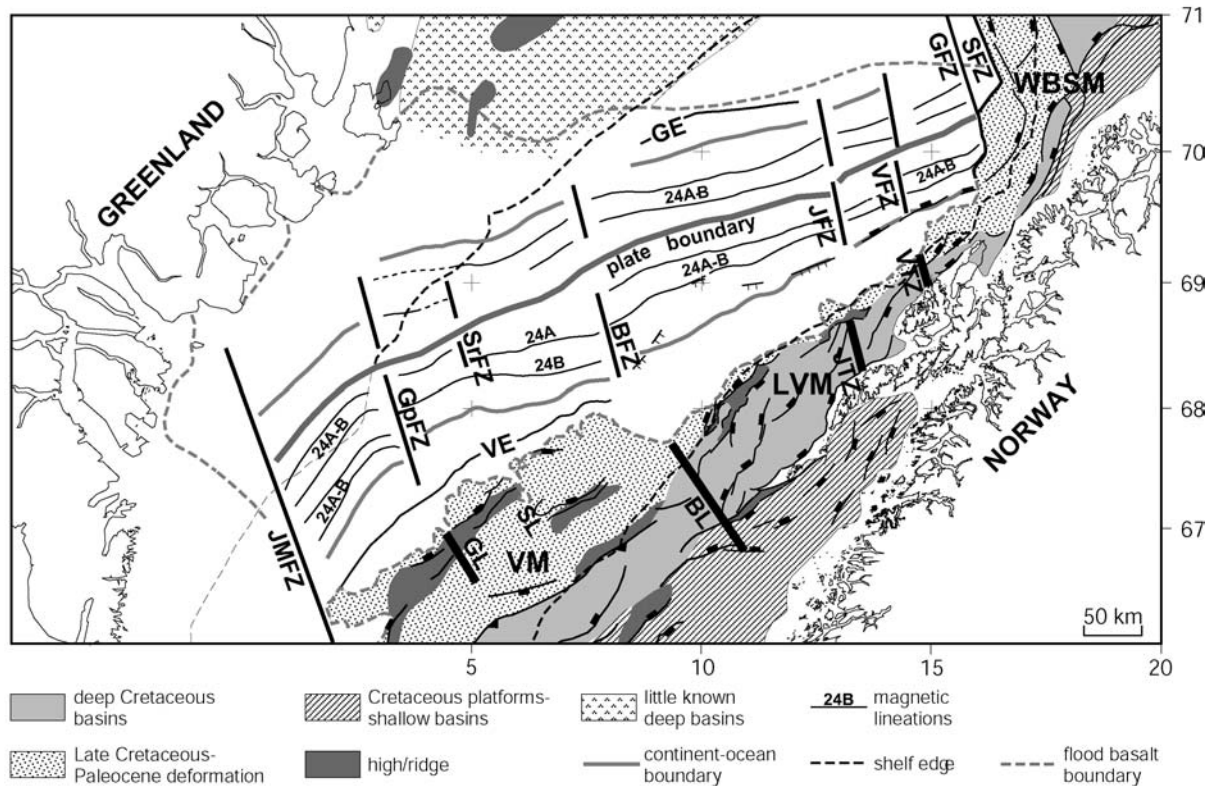 71
GREENLAND
GE
GFZ
SFZ
WBSM
70
24A-B
VFZ
24A-B
JFZ
plate boundary
24A-B
VTZ
69
SrFZ
24A
BFZ
24B
JTZ
LVM
68
24A-B
GpFZ
VE
NORWAY
24A-B
SL
BL
67
GL
VM
JMFZ
50 km
5
10
15
20
deep Cretaceous
basins
Cretaceous platforms-
shallow basins
little known
deep basins
24B
magnetic
lineations
Late Cretaceous-
Paleocene deformation
high/ridge
continent-ocean
boundary
shelf edge
flood basalt
boundary